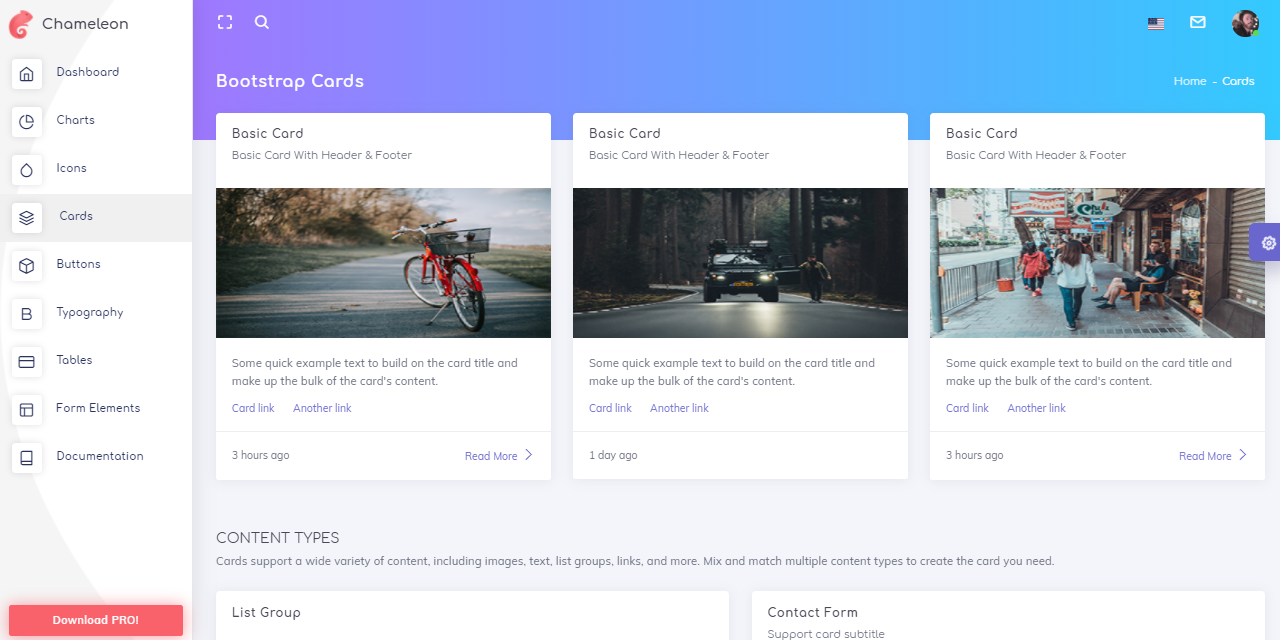 Chameleon
Dashboard
Charts
Icons
Cards
Buttons
Typography
Tables
Form Elements
Documentation
Download PRO!
Bootstrap Cards
Home - Cards
Basic Card
Basic Card With Header & Footer
Some quick example text to build on the card title and
make up the bulk of the card's content.
Card link Another link
3 hours ago Read More
Basic Card
Basic Card With Header & Footer
Some quick example text to build on the card title and
make up the bulk of the card's content.
Card link Another link
1 day ago
Basic Card
Basic Card With Header & Footer
Some quick example text to build on the card title and
make up the bulk of the card's content.
Card link Another link
3 hours ago Read More
CONTENT TYPES
Cards support a wide variety of content, including images, text, list groups, links, and more. Mix and match multiple content types to create the card you need.
List Group
Contact Form
Support card subtitle